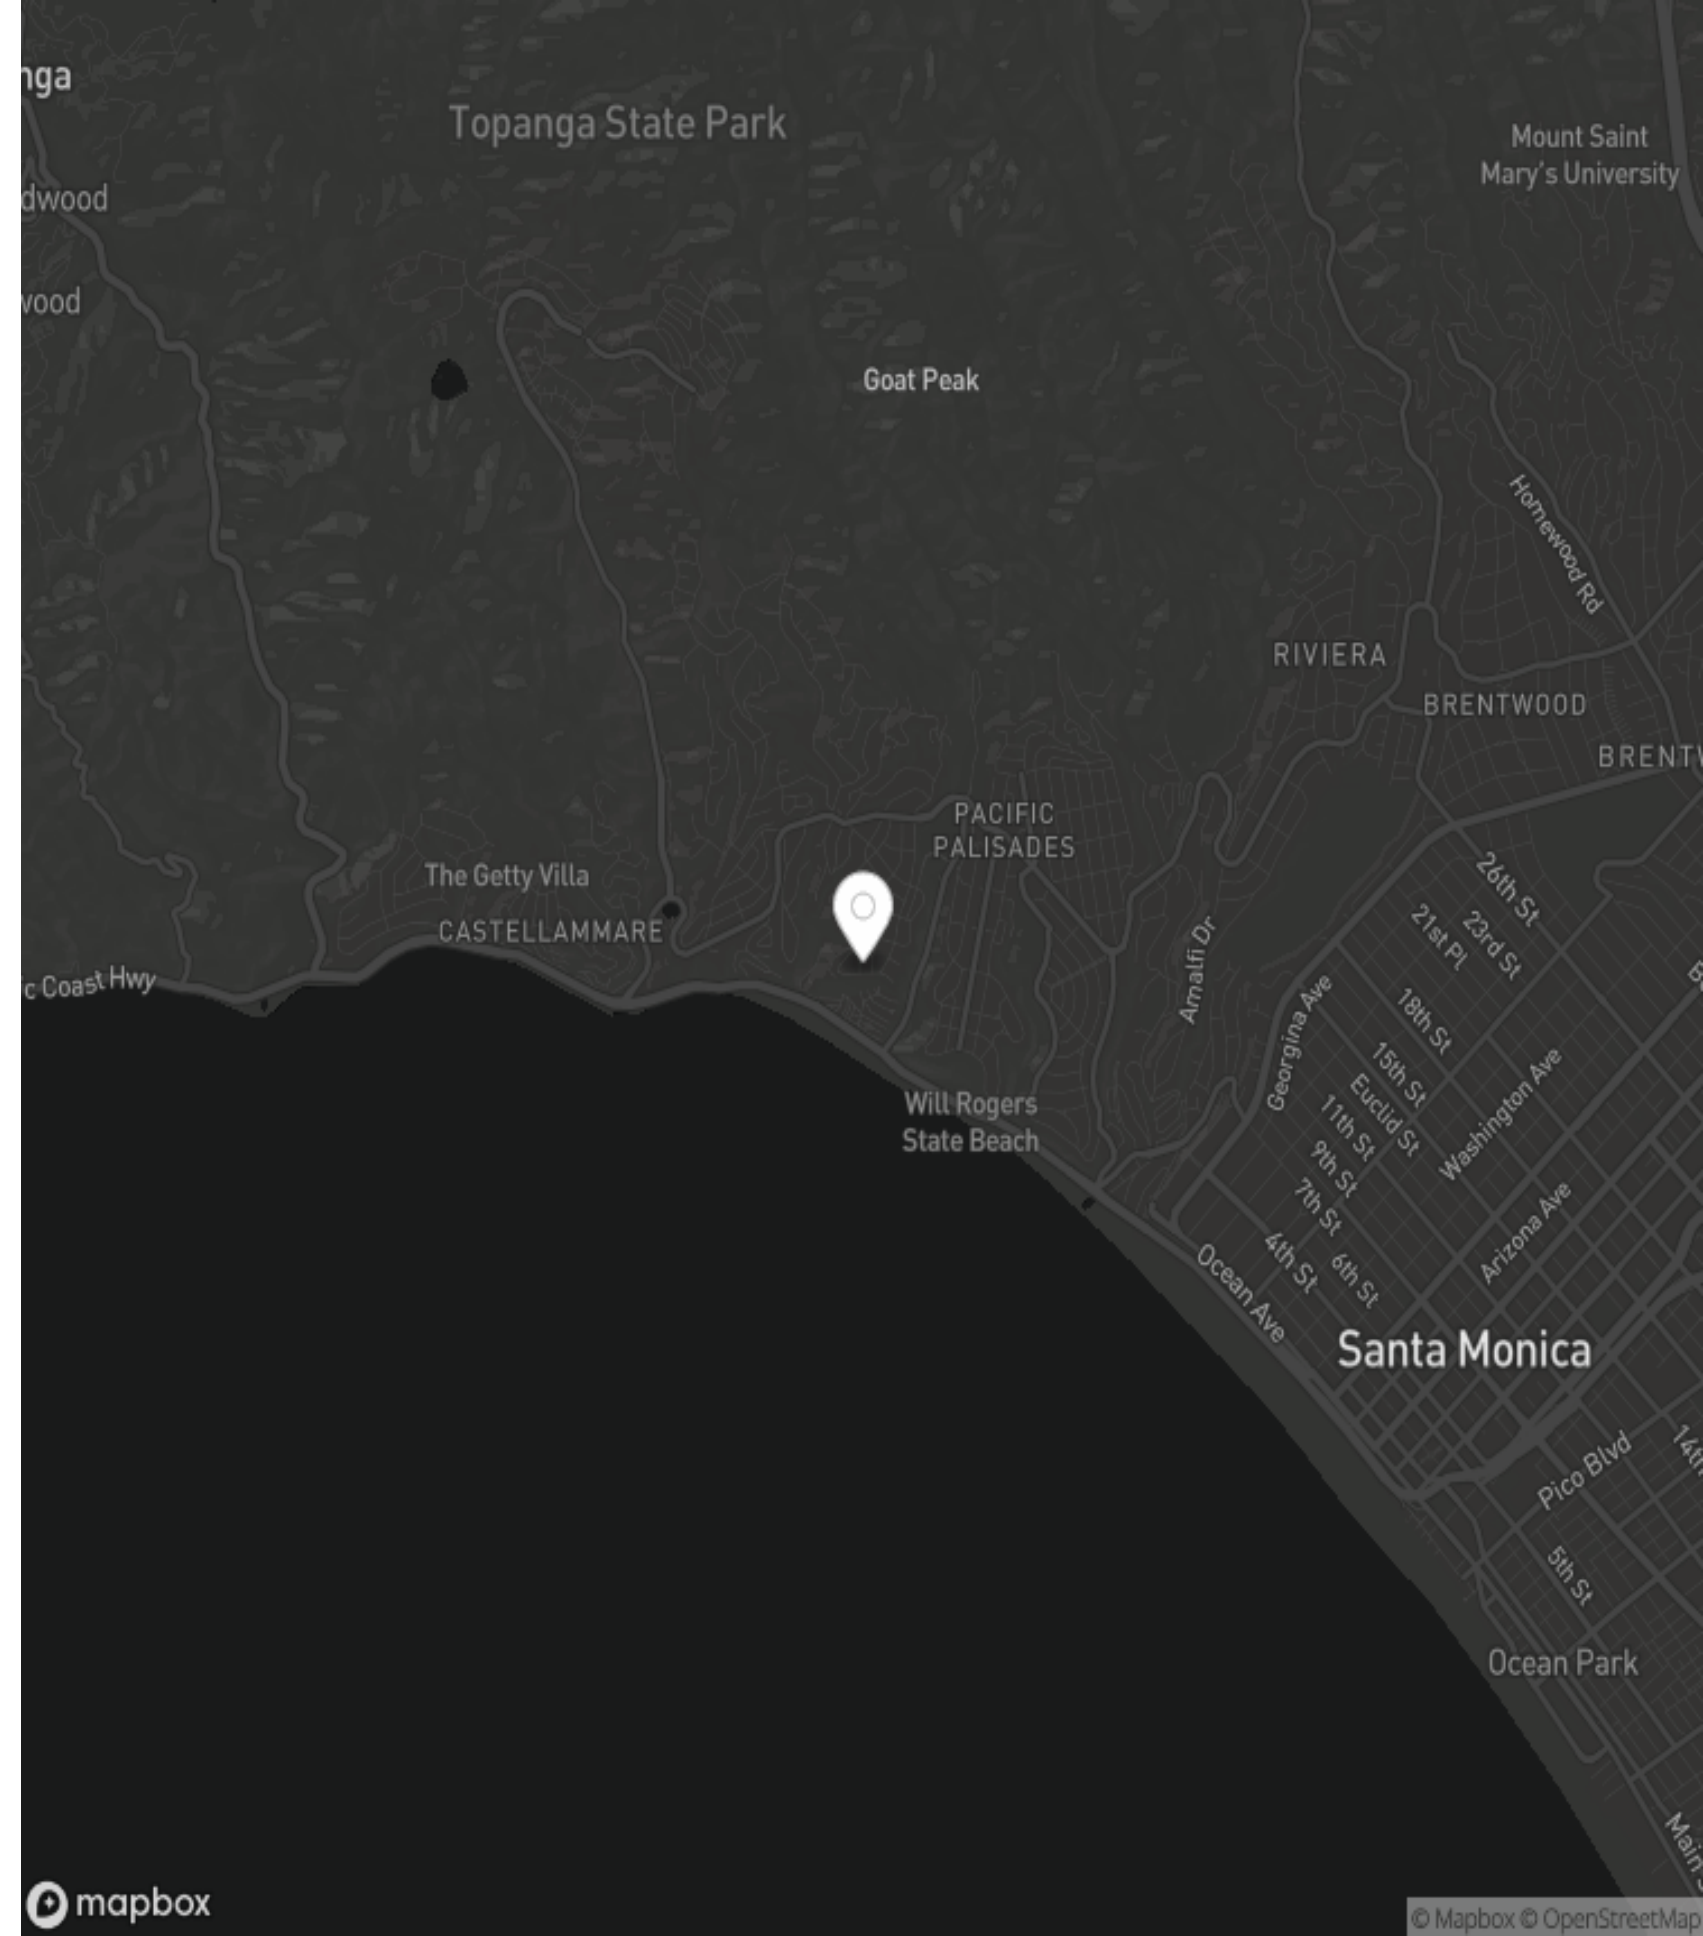 nga
Topanga State Park
Mount Saint
Mary's University
dwood
wood
Goat Peak
Homewood Rd
RIVIERA
BRENTWOOD
BRENTW
PACIFIC
PALISADES
The Getty Villa
CASTELLAMMARE
26th St
23rd St
21st Pl
Amalfi Dr
c Coast Hwy
Georgina Ave
18th St
15th St
Euclid St
11th St
9th St
7th St
Washington Ave
Will Rogers
State Beach
Arizona Ave
4th St
6th St
Ocean Ave
Santa Monica
Pico Blvd
14th
5th St
Ocean Park
Main
mapbox
© Mapbox © OpenStreetMap